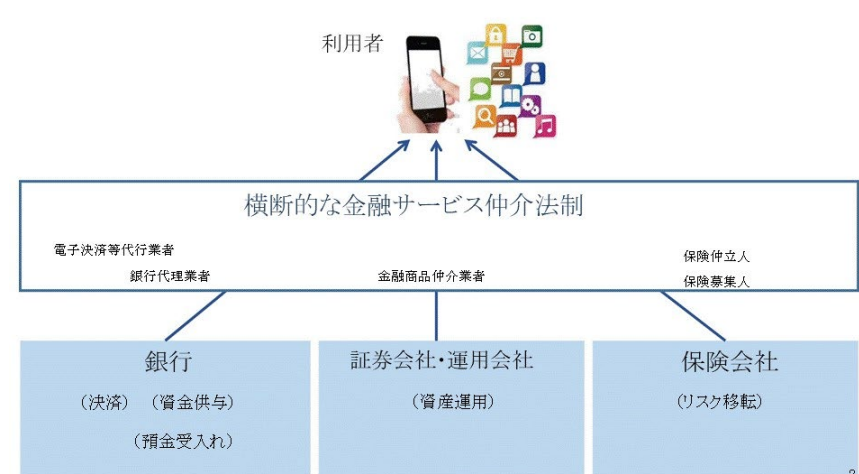 利用者
横断的な金融サービス仲介法制
電子決済等代行業者
銀行代理業者
金融商品仲介業者
保険仲立人
保険募集人
銀行
(決済) (資金供与)
(預金受入れ)
証券会社・運用会社
(資産運用)
保険会社
(リスク移転)